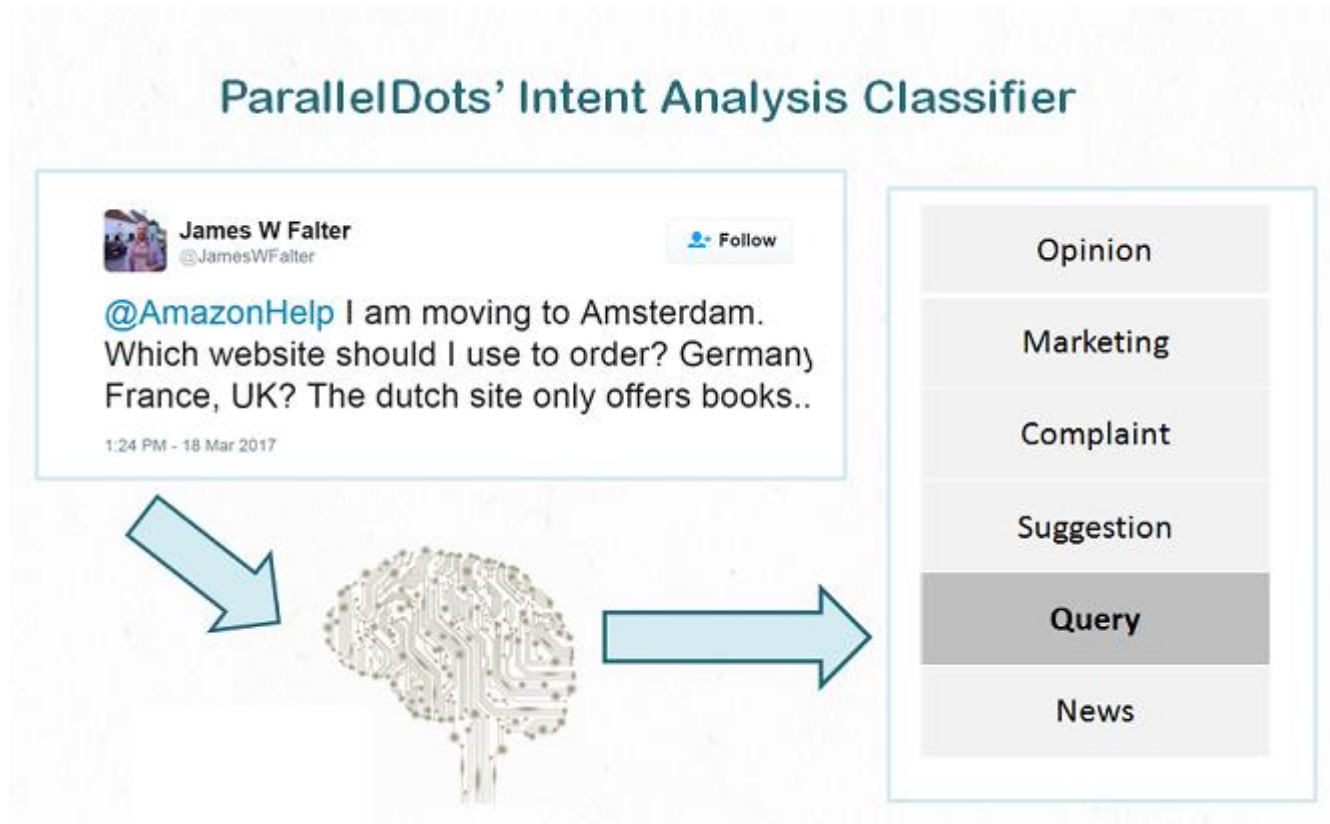 ParallelDots' Intent Analysis Classifier
James W Falter
@JamesWFalter
Follow
@AmazonHelp I am moving to Amsterdam.
Which website should I use to order? Germany
France, UK? The dutch site only offers books..
1:24 PM - 18 Mar 2017
Opinion
Marketing
Complaint
Suggestion
Query
News